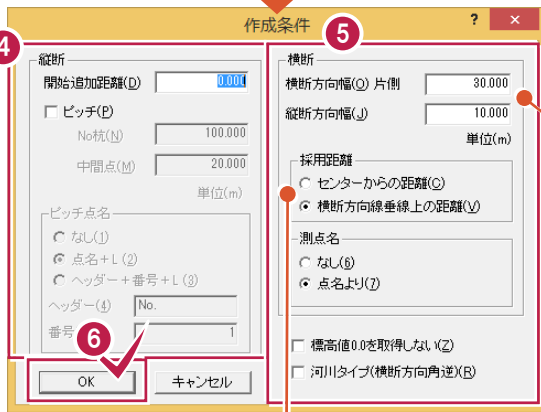 作成条件
? ×
4
縦断
開始追加距離(D) 0.000
ピッチ(P)
No杭(N) 100.000
中間点(M) 20.000
単位(m)
ピッチ点名
なし(1)
点名+L(2)
ヘッダー+番号+L(3)
ヘッダー(4) No.
番号 1
6
OK
キャンセル
5
横断
横断方向幅(O) 片側 30.000
縦断方向幅(J) 10.000
単位(m)
採用距離
センターからの距離(C)
横断方向線垂線上の距離(V)
測点名
なし(6)
点名より(7)
標高値0.0を取得しない(Z)
河川タイプ(横断方向角逆)(R)